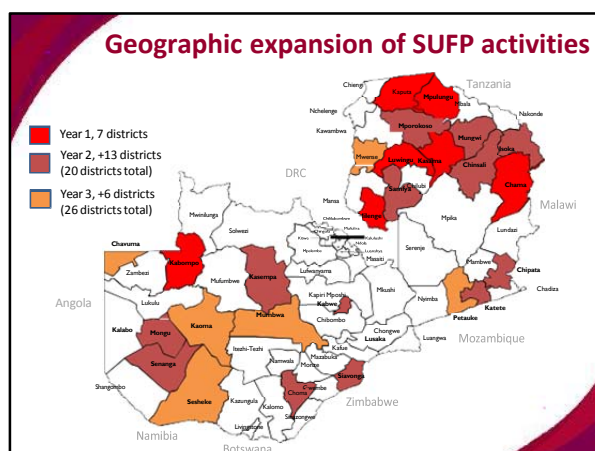 Geographic expansion of SUFP activities
Year 1, 7 districts
Year 2, +13 districts
(20 districts total)
Year 3, +6 districts
(26 districts total)
Tanzania
DRC
Malawi
Angola
Mozambique
Zimbabwe
Namibia
Botswana
Chiengi
Kaputa
Mpulungu
Mbala
Nchelenge
Nakonde
Kawambwa
Mporokoso
Mungwi
Isoka
Mwense
Luwingu
Kasama
Chinsali
Samfya
Chilubi
Chama
Mansa
Mpika
Lundazi
Mwinilunga
Solwezi
Chavuma
Zambezi
Kabompo
Mufumbwe
Kasempa
Lufwanyama
Masaiti
Serenje
Mambwe
Chipata
Chadiza
Katete
Petauke
Nyimba
Lukulu
Kapiri Mposhi
Mkushi
Kabwe
Kalabo
Mongu
Kaoma
Mumbwa
Chibombo
Chongwe
Lusaka
Luangwa
Kafue
Itezhi-Tezhi
Namwala
Mazabuka
Monze
Senanga
Siavonga
Shangombo
Sesheke
Kazungula
Kalomo
Choma
Livingstone